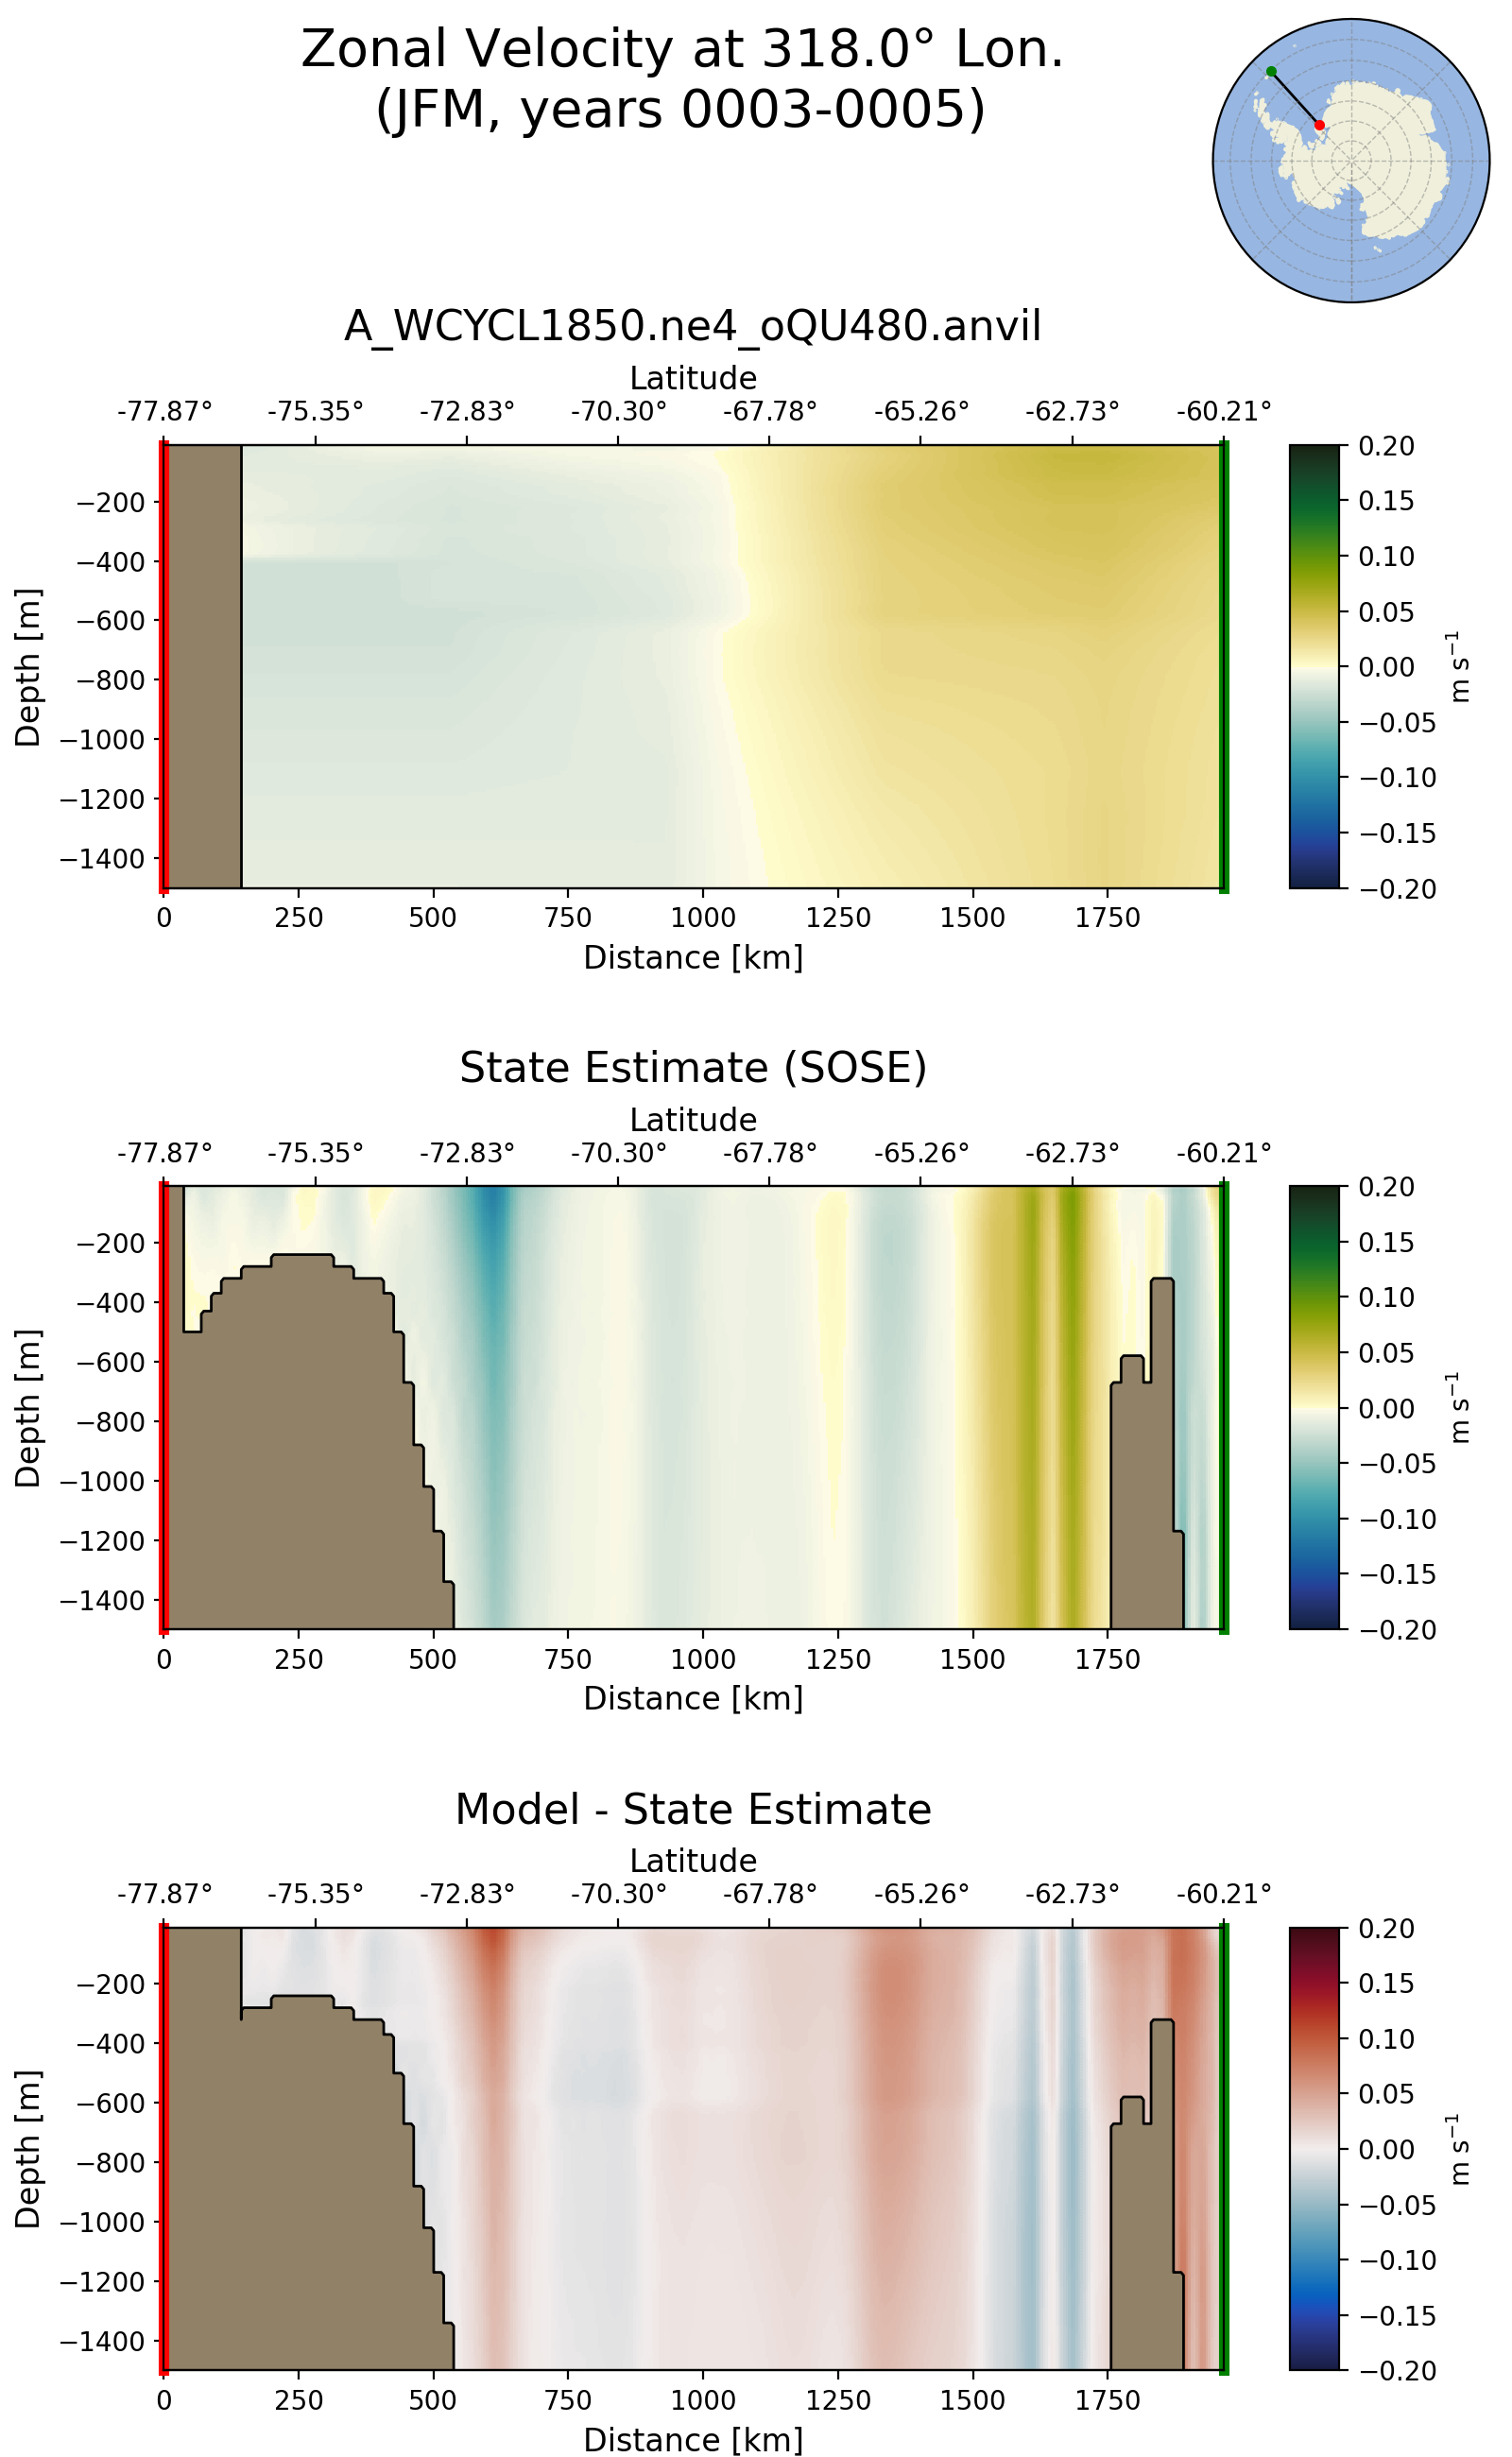 Zonal Velocity at 318.0° Lon.
(JFM, years 0003-0005)
A_WCYCL1850.ne4_oQU480.anvil
Latitude
-77.87° -75.35° -72.83° -70.30° -67.78° -65.26° -62.73° -60.21°
Depth [m]
−200
−400
−600
−800
−1000
−1200
−1400
0 250 500 750 1000 1250 1500 1750
Distance [km]
0.20
0.15
0.10
0.05
0.00
−0.05
−0.10
−0.15
−0.20
m s⁻¹
State Estimate (SOSE)
Latitude
-77.87° -75.35° -72.83° -70.30° -67.78° -65.26° -62.73° -60.21°
Depth [m]
−200
−400
−600
−800
−1000
−1200
−1400
0 250 500 750 1000 1250 1500 1750
Distance [km]
0.20
0.15
0.10
0.05
0.00
−0.05
−0.10
−0.15
−0.20
m s⁻¹
Model - State Estimate
Latitude
-77.87° -75.35° -72.83° -70.30° -67.78° -65.26° -62.73° -60.21°
Depth [m]
−200
−400
−600
−800
−1000
−1200
−1400
0 250 500 750 1000 1250 1500 1750
Distance [km]
0.20
0.15
0.10
0.05
0.00
−0.05
−0.10
−0.15
−0.20
m s⁻¹